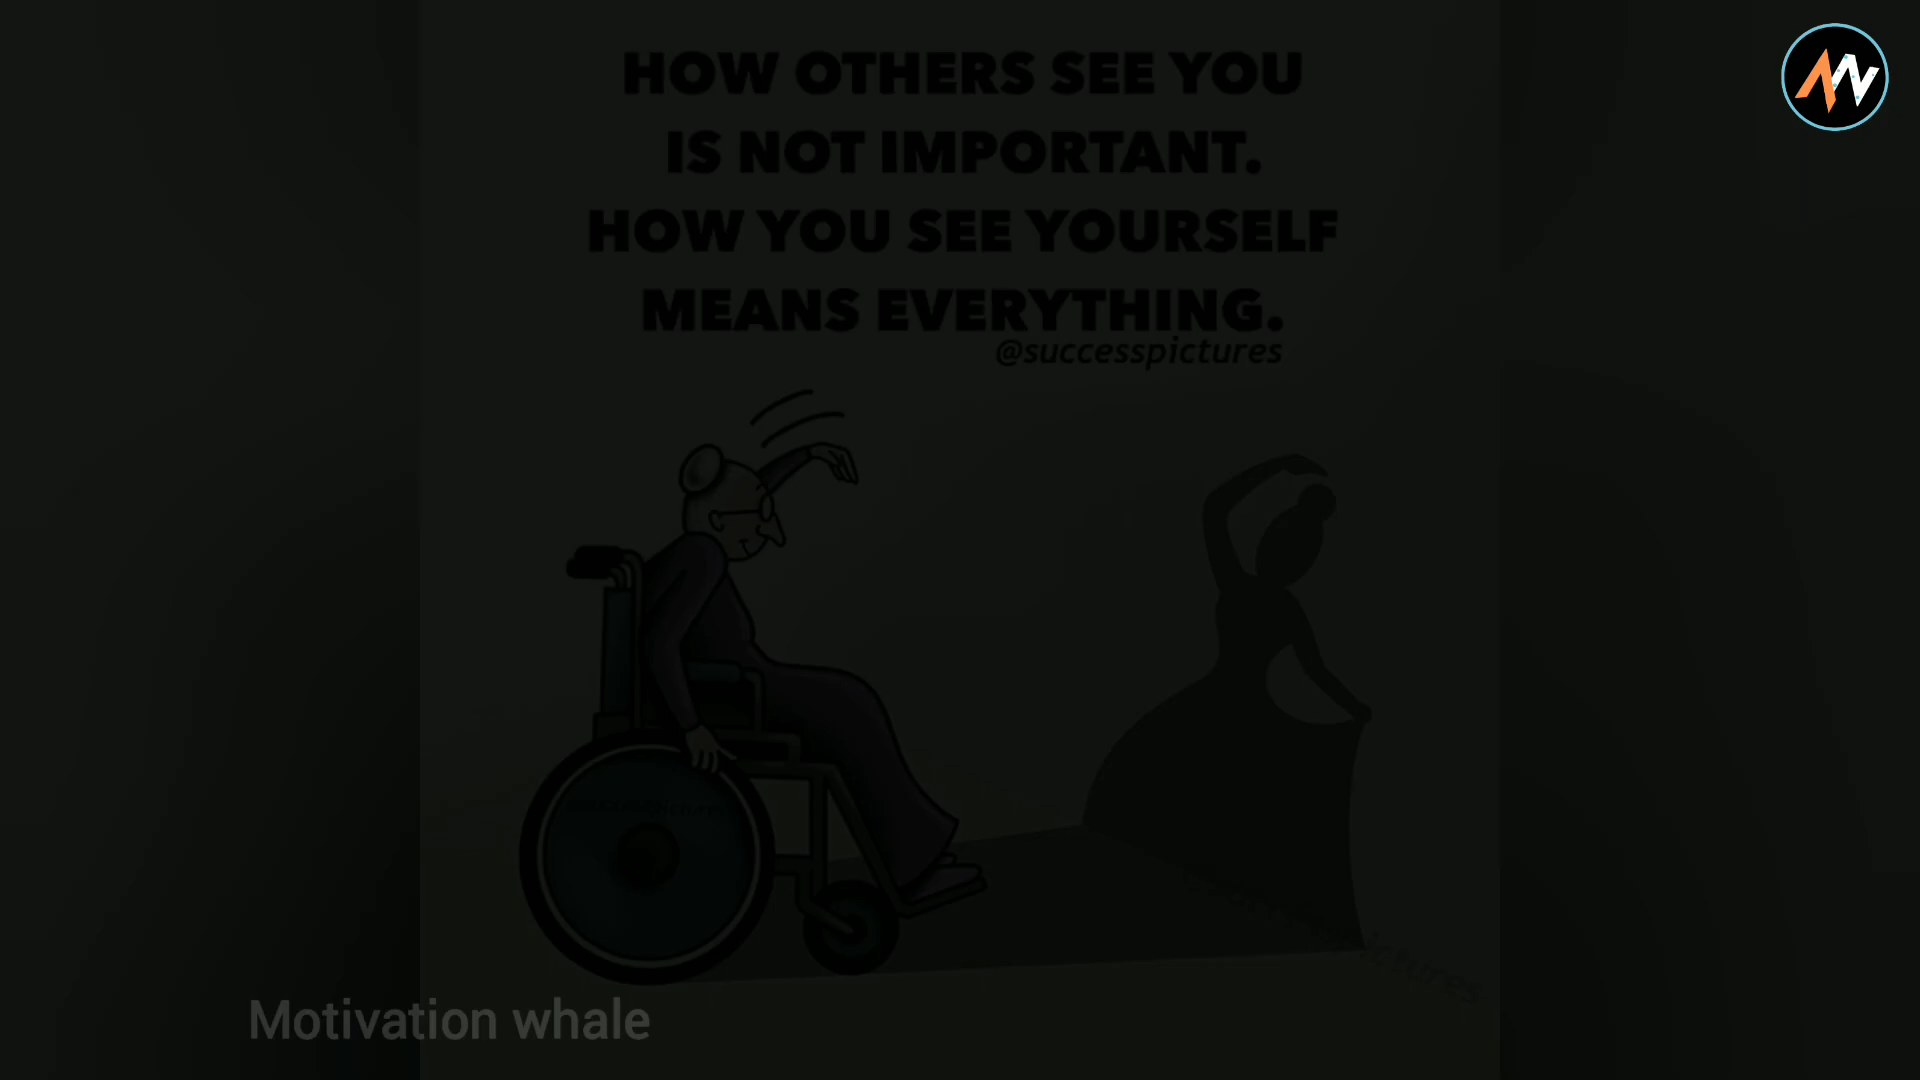 HOW OTHERS SEE YOU
IS NOT IMPORTANT.
HOW YOU SEE YOURSELF
MEANS EVERYTHING.
@successpictures
Motivation whale